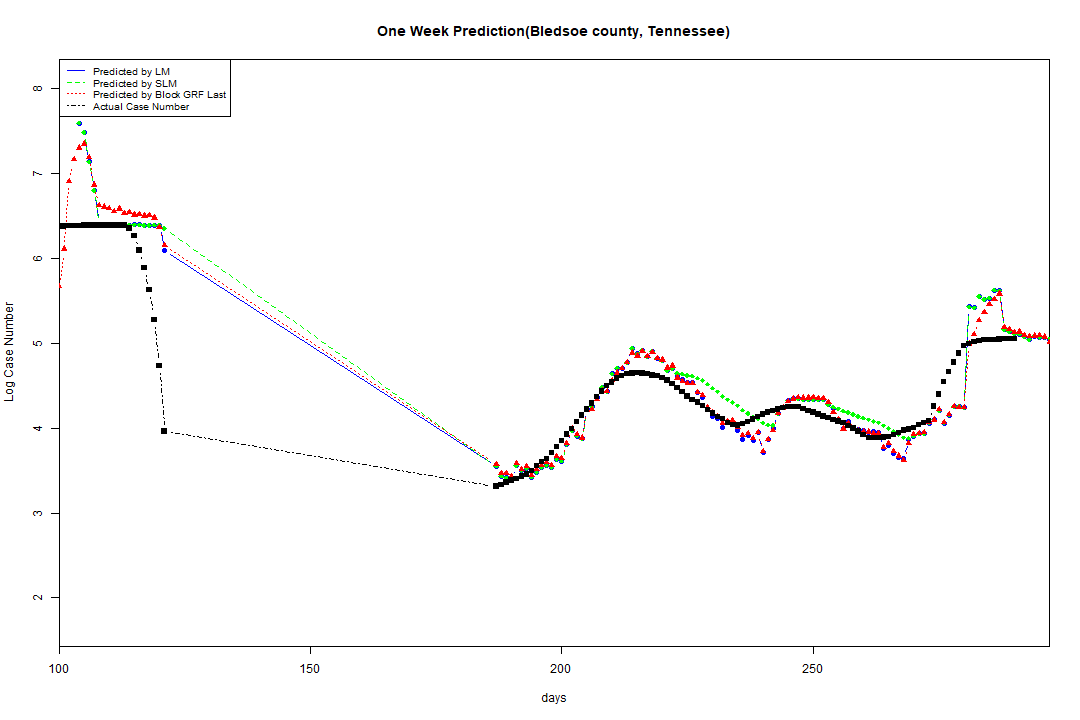 One Week Prediction(Bledsoe county, Tennessee)
Predicted by LM
Predicted by SLM
Predicted by Block GRF Last
Actual Case Number
Log Case Number
8
7
6
5
4
3
2
100 150 200 250
days